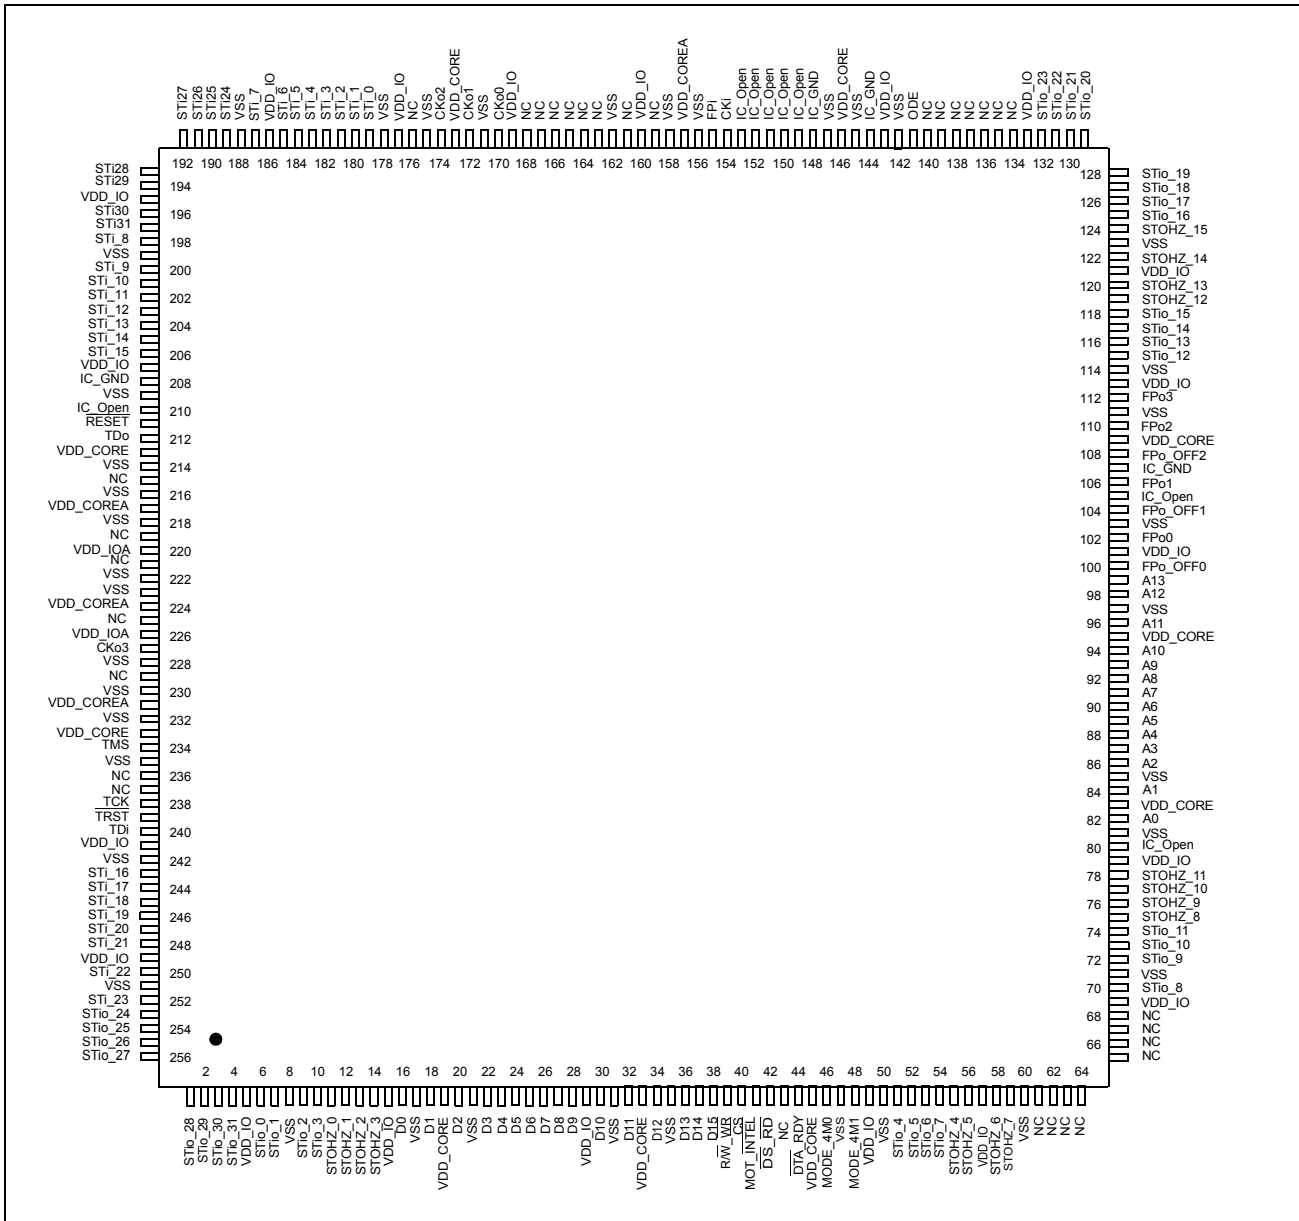 STi27
STi26
STi25
STi24
VSS
STi_7
VDD_IO
STi_6
STi_5
STi_4
STi_3
STi_2
STi_1
STi_0
VSS
VDD_IO
NC
VSS
CKo2
VDD_CORE
CKo1
VSS
CKo0
VDD_IO
NC
NC
NC
NC
NC
NC
VSS
NC
VDD_IO
NC
VSS
VDD_COREA
VSS
FPi
CKi
IC_Open
IC_Open
IC_Open
IC_Open
IC_Open
IC_GND
VSS
VDD_CORE
VSS
IC_GND
VDD_IO
VSS
ODE
NC
NC
NC
NC
NC
NC
NC
VDD_IO
STio_23
STio_22
STio_21
STio_20
192 190 188 186 184 182 180 178 176 174 172 170 168 166 164 162 160 158 156 154 152 150 148 146 144 142 140 138 136 134 132 130
STi28
STi29
194
VDD_IO
STi30
196
STi31
STi_8
198
VSS
STi_9
200
STi_10
STi_11
202
STi_12
STi_13
204
STi_14
STi_15
206
VDD_IO
IC_GND
208
VSS
IC_Open
210
RESET
TDo
212
VDD_CORE
VSS
214
NC
VSS
216
VDD_COREA
VSS
218
NC
VDD_IOA
220
NC
VSS
222
VSS
VDD_COREA
224
NC
VDD_IOA
226
CKo3
VSS
228
NC
VSS
230
VDD_COREA
VSS
232
VDD_CORE
TMS
234
VSS
NC
236
NC
TCK
238
TRST
TDi
240
VDD_IO
VSS
242
STi_16
STi_17
244
STi_18
STi_19
246
STi_20
STi_21
248
VDD_IO
STi_22
250
VSS
STi_23
252
STio_24
STio_25
254
STio_26
STio_27
256
128 STio_19
STio_18
126 STio_17
STio_16
124 STOHZ_15
VSS
122 STOHZ_14
VDD_IO
120 STOHZ_13
STOHZ_12
118 STio_15
STio_14
116 STio_13
STio_12
114 VSS
VDD_IO
112 FPo3
VSS
110 FPo2
VDD_CORE
108 FPo_OFF2
IC_GND
106 FPo1
IC_Open
104 FPo_OFF1
VSS
102 FPo0
VDD_IO
100 FPo_OFF0
A13
98 A12
VSS
96 A11
VDD_CORE
94 A10
A9
92 A8
A7
90 A6
A5
88 A4
A3
86 A2
VSS
84 A1
VDD_CORE
82 A0
VSS
80 IC_Open
VDD_IO
78 STOHZ_11
STOHZ_10
76 STOHZ_9
STOHZ_8
74 STio_11
STio_10
72 STio_9
VSS
70 STio_8
VDD_IO
68 NC
NC
66 NC
NC
2 4 6 8 10 12 14 16 18 20 22 24 26 28 30 32 34 36 38 40 42 44 46 48 50 52 54 56 58 60 62 64
STio_28
STio_29
STio_30
STio_31
VDD_IO
STio_0
STio_1
VSS
STio_2
STio_3
STOHZ_0
STOHZ_1
STOHZ_2
STOHZ_3
VDD_IO
D0
VSS
D1
VDD_CORE
D2
VSS
D3
D4
D5
D6
D7
D8
D9
VDD_IO
D10
VSS
D11
VDD_CORE
D12
VSS
D13
D14
D15
R/W_WR
CS
MOT_INTEL
DS_RD
NC
DTA_RDY
VDD_CORE
MODE_4M0
VSS
MODE_4M1
VDD_IO
VSS
STio_4
STio_5
STio_6
STio_7
STOHZ_4
STOHZ_5
VDD_IO
STOHZ_6
STOHZ_7
VSS
NC
NC
NC
NC